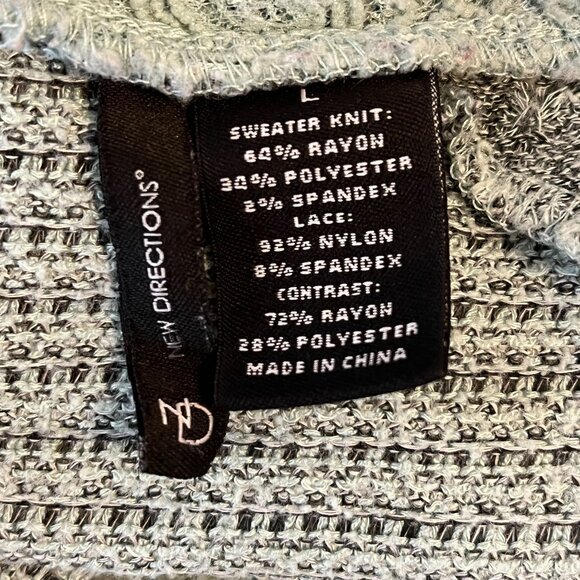 L
SWEATER KNIT:
64% RAYON
34% POLYESTER
2% SPANDEX
LACE:
92% NYLON
8% SPANDEX
CONTRAST:
72% RAYON
28% POLYESTER
MADE IN CHINA
NEW DIRECTIONS®
ND